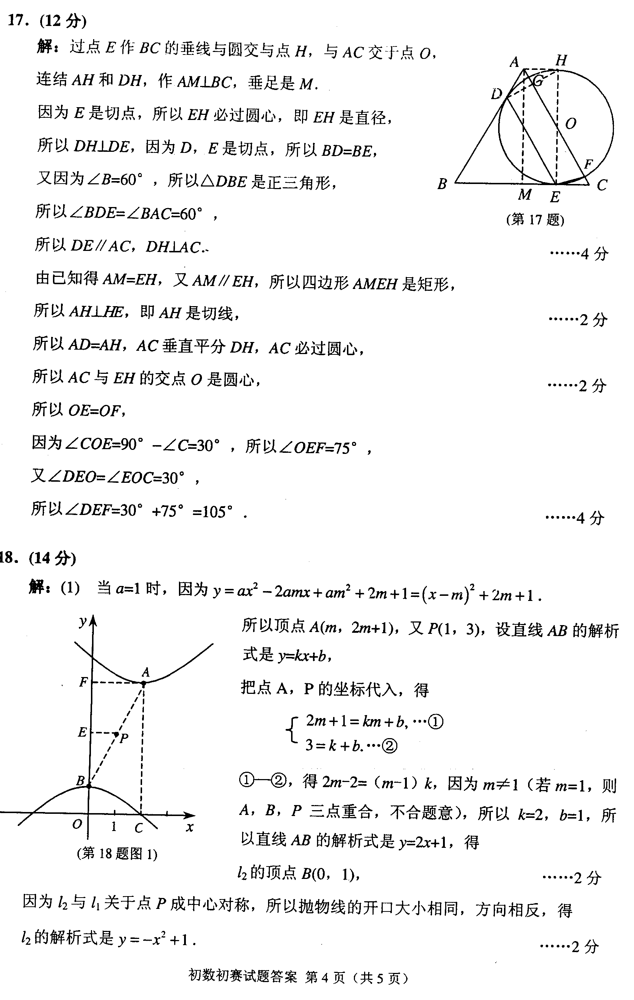 17. (12 分)
解：过点 E 作 BC 的垂线与圆交与点 H，与 AC 交于点 O，
连结 AH 和 DH，作 AM⊥BC，垂足是 M.
因为 E 是切点，所以 EH 必过圆心，即 EH 是直径，
所以 DH⊥DE，因为 D，E 是切点，所以 BD=BE，
又因为∠B=60°，所以△DBE 是正三角形，
所以∠BDE=∠BAC=60°，
所以 DE∥AC，DH⊥AC.
……4 分
由已知得 AM=EH，又 AM∥EH，所以四边形 AMEH 是矩形，
所以 AH⊥HE，即 AH 是切线，
……2 分
所以 AD=AH，AC 垂直平分 DH，AC 必过圆心，
所以 AC 与 EH 的交点 O 是圆心，
……2 分
所以 OE=OF，
因为∠COE=90° -∠C=30°，所以∠OEF=75°，
又∠DEO=∠EOC=30°，
所以∠DEF=30° +75° =105°.
……4 分
A H
G
D
O
F
B C
M E
(第 17 题)
18. (14 分)
解：(1) 当 a=1 时，因为 y=ax²-2amx+am²+2m+1=(x-m)²+2m+1.
所以顶点 A(m，2m+1)，又 P(1，3)，设直线 AB 的解析
式是 y=kx+b，
把点 A，P 的坐标代入，得
2m+1=km+b, …①
3=k+b. …②
①—②，得 2m-2=（m-1）k，因为 m≠1（若 m=1，则
A，B，P 三点重合，不合题意），所以 k=2，b=1，所
以直线 AB 的解析式是 y=2x+1，得
l₂的顶点 B(0，1)，
……2 分
y
A
F
E
P
B
O 1 C x
(第 18 题图 1)
因为 l₂与 l₁关于点 P 成中心对称，所以抛物线的开口大小相同，方向相反，得
l₂的解析式是 y=-x²+1.
……2 分
初数初赛试题答案 第 4 页（共 5 页）